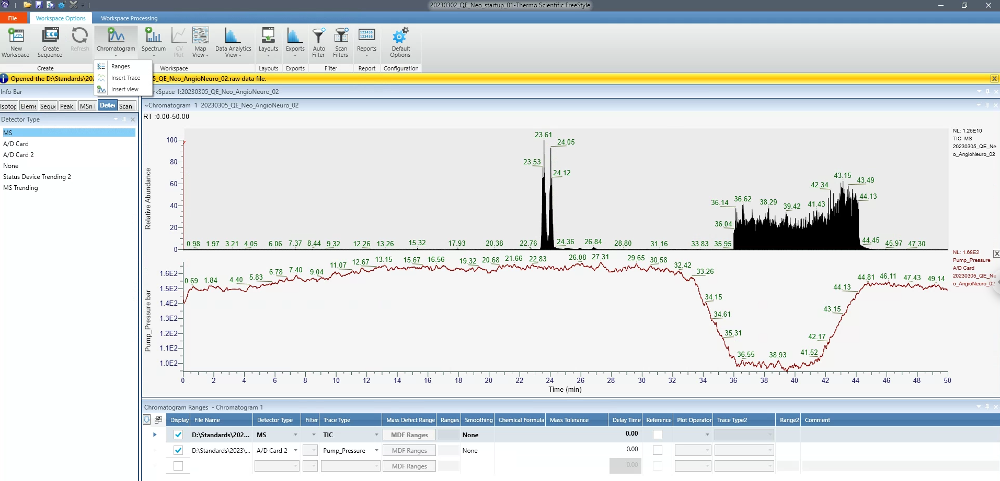 20230302_QE_Neo_startup_01-Thermo Scientific FreeStyle
File Workspace Options Workspace Processing
New Workspace
Create Sequence
Refresh
Chromatogram
Spectrum
CV Plot
Map View
Data Analytics View
Layouts
Exports
Auto Filter
Scan Filters
Reports
Default Options
Create Workspace Layouts Exports Filter Report Configuration
Ranges
Insert Trace
Insert view
Opened the D:\Standards\202 5_QE_Neo_AngioNeuro_02.raw data file.
Info Bar
rkSpace 1:20230305_QE_Neo_AngioNeuro_02
Isotop Eleme Seque Peak MSn Detec Scan
~Chromatogram 1 20230305_QE_Neo_AngioNeuro_02
Detector Type
MS
A/D Card
A/D Card 2
None
Status Device Trending 2
MS Trending
RT :0.00-50.00
NL: 1.26E10
TIC MS
20230305_QE_Ne
o_AngioNeuro_02
Relative Abundance
100
80
60
40
20
0
23.61
24.05
23.53
24.12
43.15
42.34
43.49
36.14 36.62 38.29 39.42 41.43 44.13
36.04
0.98 1.97 3.21 4.05 6.06 7.37 8.44 9.32 12.26 13.26 15.32 17.93 20.38 22.76 24.36 26.84 28.80 31.16 33.83 35.95 44.45 45.97 47.30
NL: 1.68E2
Pump_Pressure
A/D Card
20230305_QE_Ne
o_AngioNeuro_02
Pump_Pressure bar
1.6E2
1.5E2
1.4E2
1.3E2
1.2E2
1.1E2
1.0E2
0.69 1.84 4.40 5.83 6.78 7.40 9.04 11.07 12.67 13.15 15.67 16.56 19.32 20.68 21.66 22.83 26.08 27.31 29.65 30.58 32.42 33.26
34.15
34.61
35.31
36.55 38.93 41.52
42.17
43.15
44.13
44.81 46.11 47.43 49.14
0 2 4 6 8 10 12 14 16 18 20 22 24 26 28 30 32 34 36 38 40 42 44 46 48 50
Time (min)
Chromatogram Ranges - Chromatogram 1
Display File Name Detector Type Filter Trace Type Mass Defect Range Ranges Smoothing Chemical Formula Mass Tolerance Delay Time Reference Plot Operator Trace Type2 Range2 Comment
D:\Standards\202... MS TIC MDF Ranges None 0.00
D:\Standards\2023\... A/D Card 2 Pump_Pressure MDF Ranges None 0.00
MDF Ranges 0.00